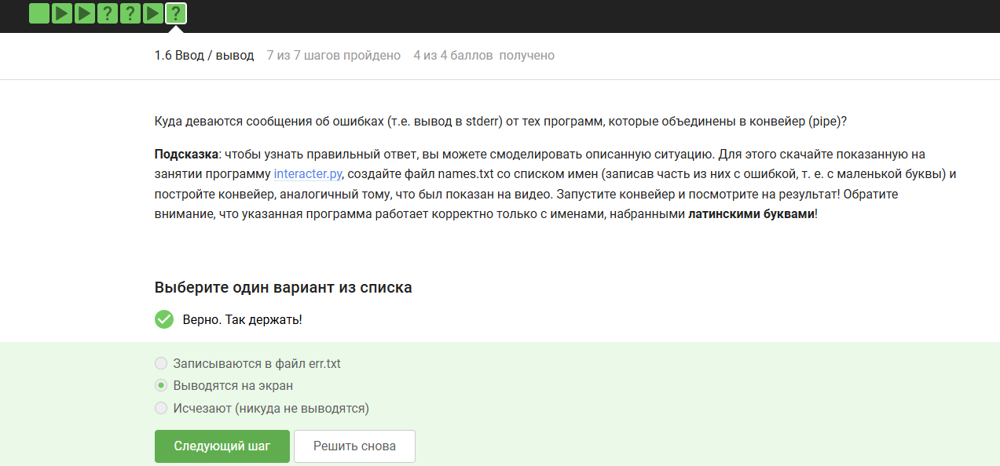 ? ? ?
1.6 Ввод / вывод 7 из 7 шагов пройдено 4 из 4 баллов получено
Куда деваются сообщения об ошибках (т.е. вывод в stderr) от тех программ, которые объединены в конвейер (pipe)?
Подсказка: чтобы узнать правильный ответ, вы можете смоделировать описанную ситуацию. Для этого скачайте показанную на
занятии программу interacter.py, создайте файл names.txt со списком имен (записав часть из них с ошибкой, т. е. с маленькой буквы) и
постройте конвейер, аналогичный тому, что был показан на видео. Запустите конвейер и посмотрите на результат! Обратите
внимание, что указанная программа работает корректно только с именами, набранными латинскими буквами!
Выберите один вариант из списка
Верно. Так держать!
Записываются в файл err.txt
Выводятся на экран
Исчезают (никуда не выводятся)
Следующий шаг Решить снова